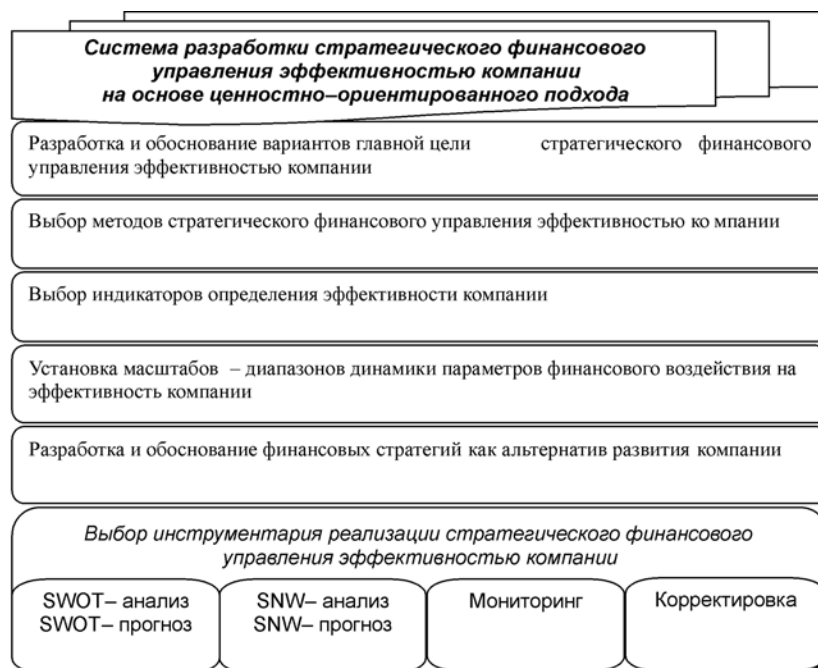 Система разработки стратегического финансового
управления эффективностью компании
на основе ценностно–ориентированного подхода
Разработка и обоснование вариантов главной цели стратегического финансового
управления эффективностью компании
Выбор методов стратегического финансового управления эффективностью ко мпании
Выбор индикаторов определения эффективности компании
Установка масштабов – диапазонов динамики параметров финансового воздействия на
эффективность компании
Разработка и обоснование финансовых стратегий как альтернатив развития компании
Выбор инструментария реализации стратегического финансового
управления эффективностью компании
SWOT– анализ
SWOT– прогноз
SNW– анализ
SNW– прогноз
Мониторинг
Корректировка